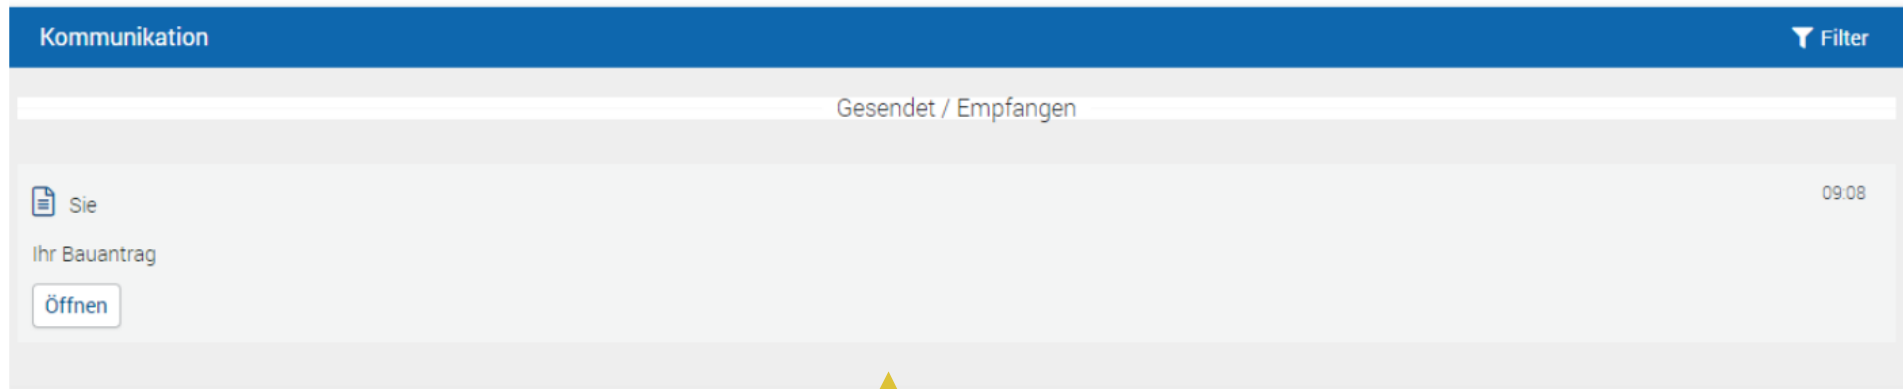 Kommunikation Filter
Gesendet / Empfangen
Sie 09:08
Ihr Bauantrag
Öffnen